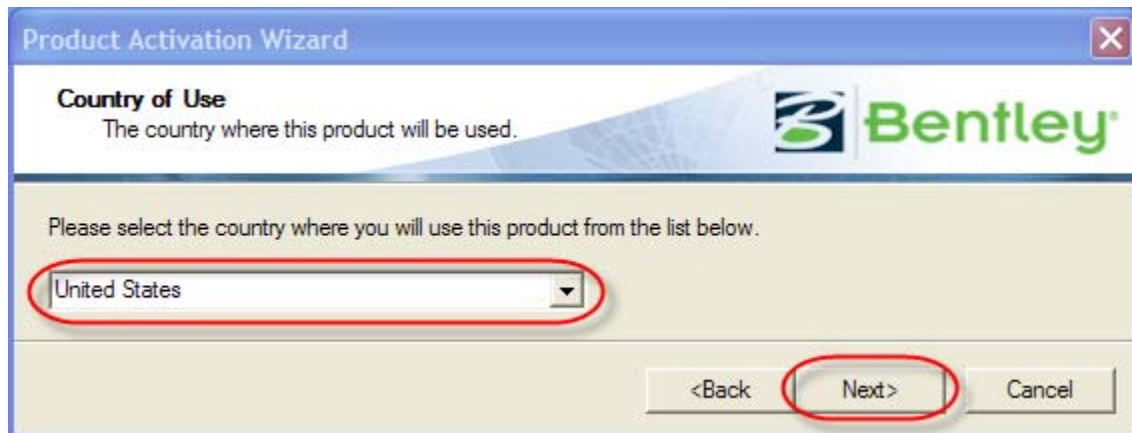 Product Activation Wizard
Country of Use
The country where this product will be used.
Bentley®
Please select the country where you will use this product from the list below.
United States
<Back Next> Cancel